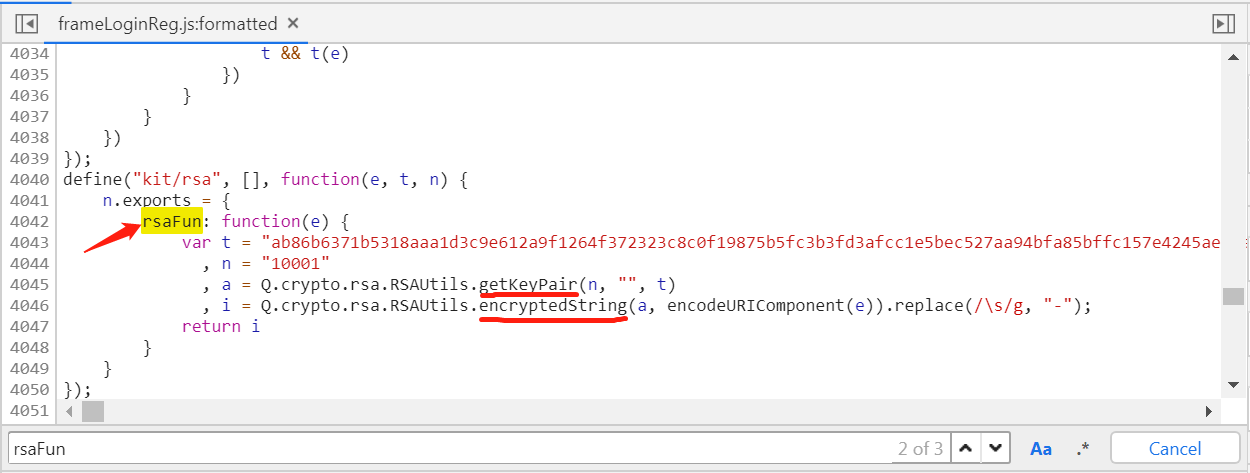 frameLoginReg.js:formatted ×
4034 t && t(e)
4035 })
4036 }
4037 }
4038 })
4039 });
4040 define("kit/rsa", [], function(e, t, n) {
4041 n.exports = {
4042 rsaFun: function(e) {
4043 var t = "ab86b6371b5318aaa1d3c9e612a9f1264f372323c8c0f19875b5fc3b3fd3afcc1e5bec527aa94bfa85bffc157e4245ae
4044 , n = "10001"
4045 , a = Q.crypto.rsa.RSAUtils.getKeyPair(n, "", t)
4046 , i = Q.crypto.rsa.RSAUtils.encryptedString(a, encodeURIComponent(e)).replace(/\s/g, "-");
4047 return i
4048 }
4049 }
4050 });
4051
rsaFun 2 of 3 Aa .* Cancel